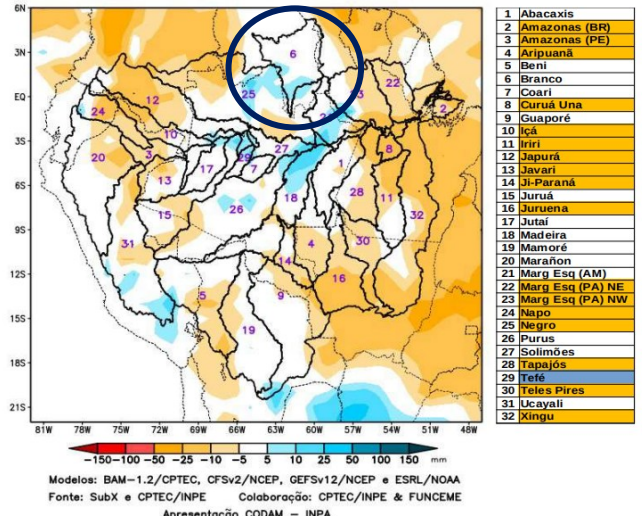 6N
3N
EQ
3S
6S
9S
12S
15S
18S
21S
81W 78W 75W 72W 69W 66W 63W 60W 57W 54W 51W 48W
6
25
12
24
10
20
3
13
17
29
7
27
15
26
18
1
28
11
8
32
23
22
2
31
4
30
14
16
5
9
19
-150-100-50 -25 -10 -5 5 10 25 50 100 150 mm
Modelos: BAM-1.2/CPTEC, CFSv2/NCEP, GEFSv12/NCEP e ESRL/NOAA
Fonte: SubX e CPTEC/INPE Colaboração: CPTEC/INPE & FUNCEME
Apresentação CODAM - INPA
1 Abacaxis
2 Amazonas (BR)
3 Amazonas (PE)
4 Aripuanã
5 Beni
6 Branco
7 Coari
8 Curuá Una
9 Guaporé
10 Içá
11 Iriri
12 Japurá
13 Javari
14 Ji-Paraná
15 Juruá
16 Juruena
17 Jutaí
18 Madeira
19 Mamoré
20 Marañon
21 Marg Esq (AM)
22 Marg Esq (PA) NE
23 Marg Esq (PA) NW
24 Napo
25 Negro
26 Purus
27 Solimões
28 Tapajós
29 Tefé
30 Teles Pires
31 Ucayali
32 Xingu